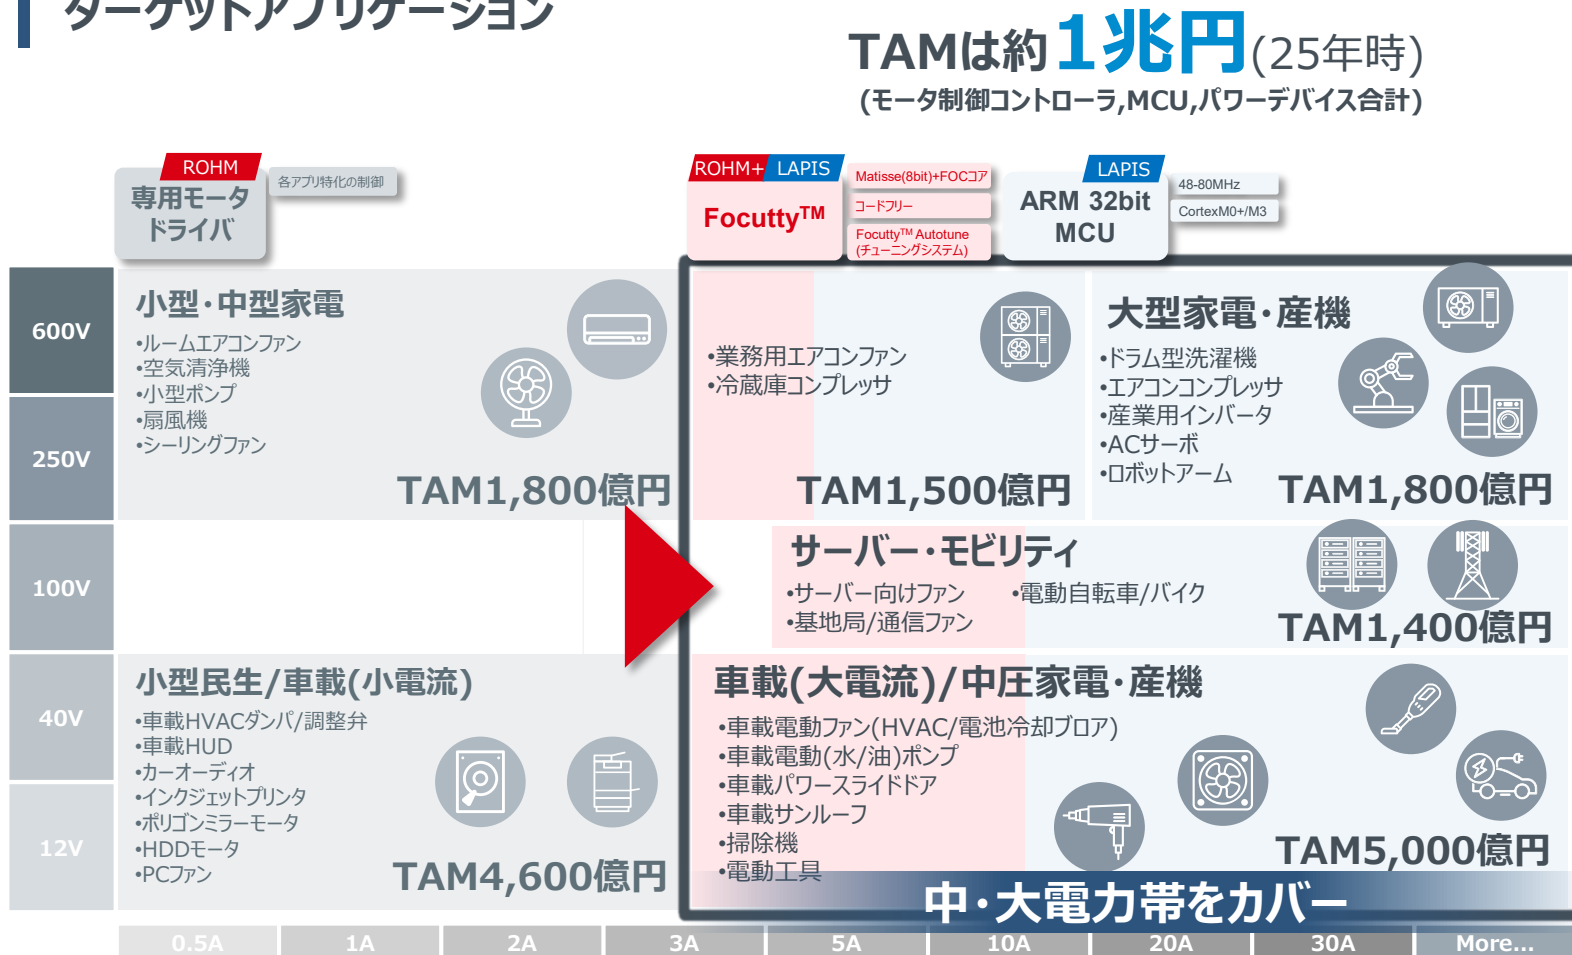 ターゲットアプリケーション
TAMは約1兆円(25年時)
(モータ制御コントローラ,MCU,パワーデバイス合計)
ROHM
専用モータ
ドライバ
各アプリ特化の制御
ROHM+ LAPIS
Focutty™
Matisse(8bit)+FOCコア
コードフリー
Focutty™ Autotune
(チューニングシステム)
LAPIS
ARM 32bit
MCU
48-80MHz
CortexM0+/M3
600V
250V
100V
40V
12V
小型・中型家電
•ルームエアコンファン
•空気清浄機
•小型ポンプ
•扇風機
•シーリングファン
TAM1,800億円
•業務用エアコンファン
•冷蔵庫コンプレッサ
TAM1,500億円
大型家電・産機
•ドラム型洗濯機
•エアコンコンプレッサ
•産業用インバータ
•ACサーボ
•ロボットアーム
TAM1,800億円
サーバー・モビリティ
•サーバー向けファン
•電動自転車/バイク
•基地局/通信ファン
TAM1,400億円
小型民生/車載(小電流)
•車載HVACダンパ/調整弁
•車載HUD
•カーオーディオ
•インクジェットプリンタ
•ポリゴンミラーモータ
•HDDモータ
•PCファン
TAM4,600億円
車載(大電流)/中圧家電・産機
•車載電動ファン(HVAC/電池冷却ブロア)
•車載電動(水/油)ポンプ
•車載パワースライドドア
•車載サンルーフ
•掃除機
•電動工具
TAM5,000億円
中・大電力帯をカバー
0.5A
1A
2A
3A
5A
10A
20A
30A
More...